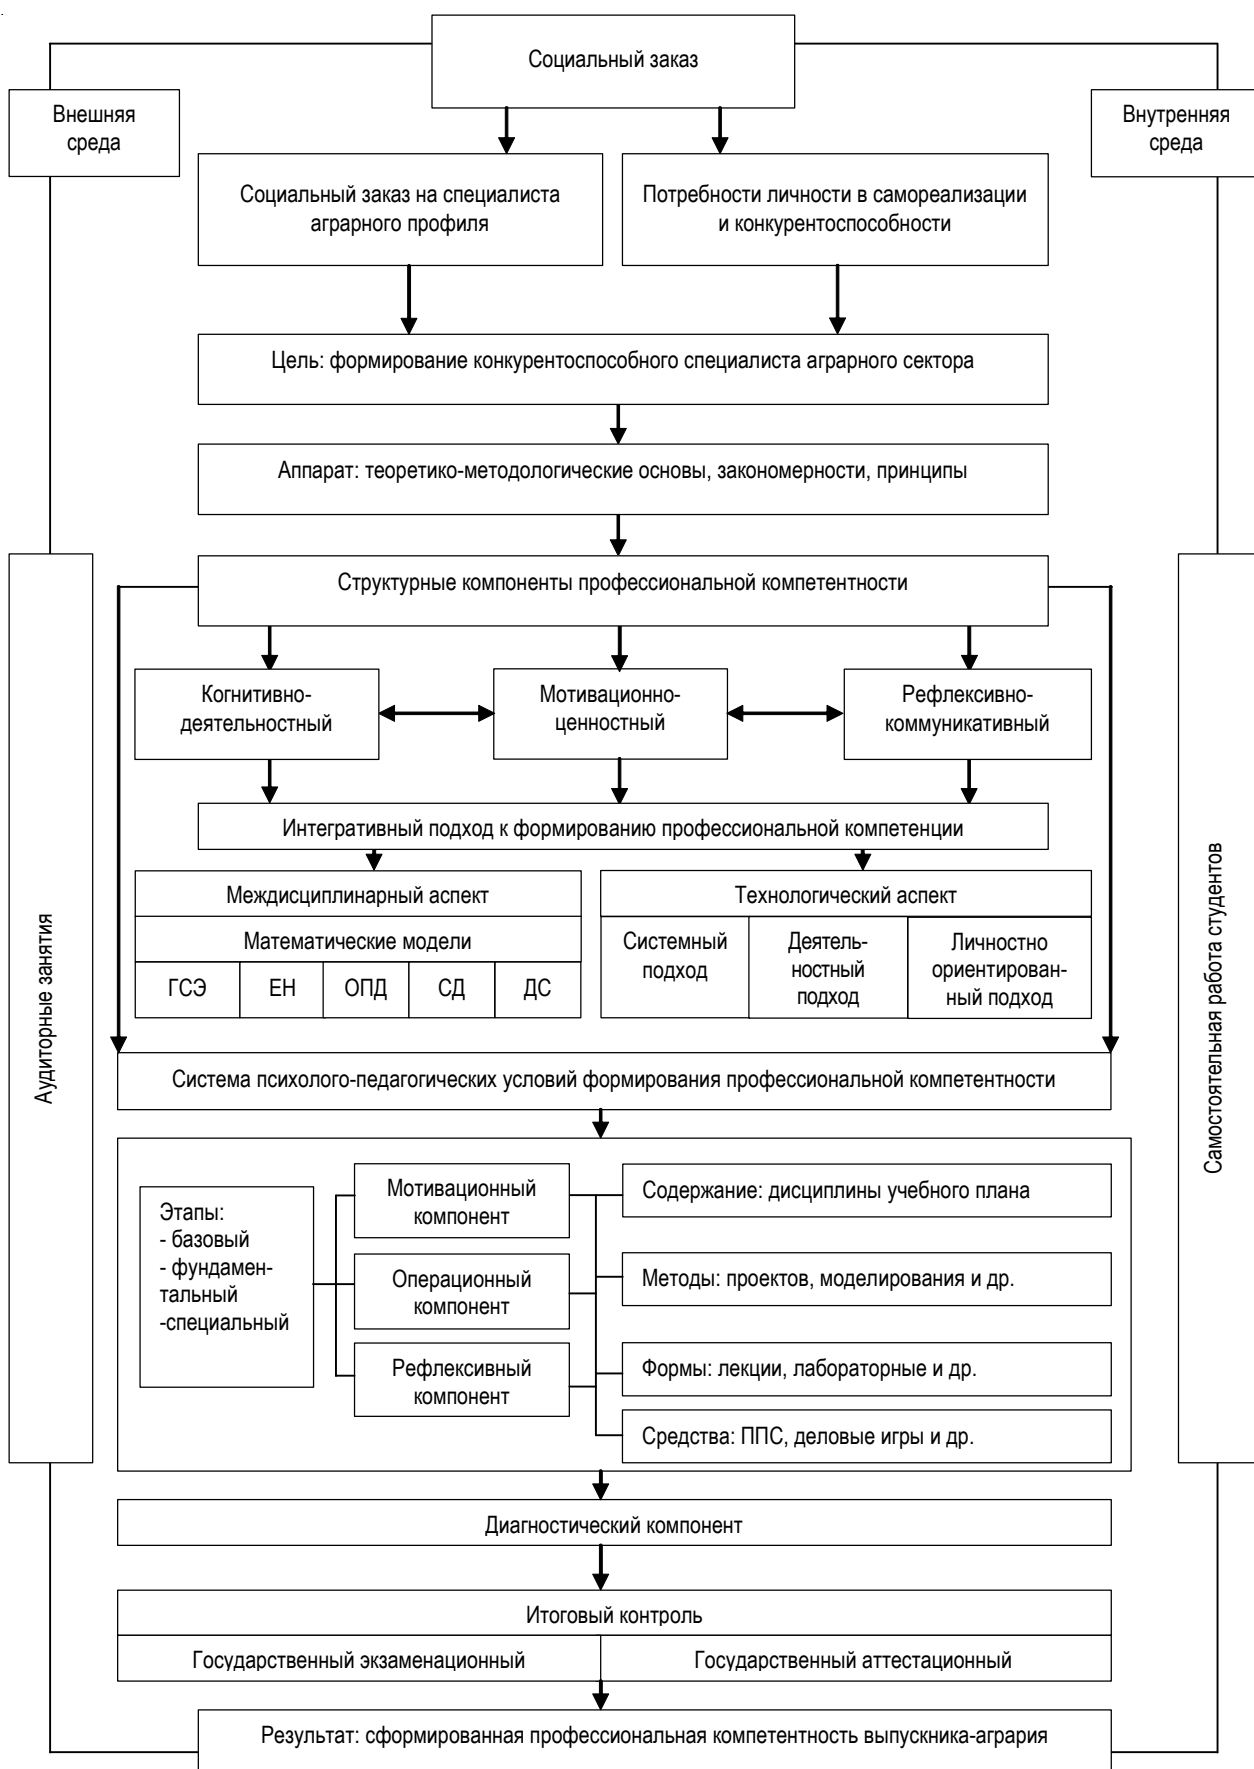 Социальный заказ
Внешняя
среда
Внутренняя
среда
Социальный заказ на специалиста
аграрного профиля
Потребности личности в самореализации
и конкурентоспособности
Цель: формирование конкурентоспособного специалиста аграрного сектора
Аппарат: теоретико-методологические основы, закономерности, принципы
Структурные компоненты профессиональной компетентности
Когнитивно-
деятельностный
Мотивационно-
ценностный
Рефлексивно-
коммуникативный
Интегративный подход к формированию профессиональной компетенции
Междисциплинарный аспект
Математические модели
ГСЭ
ЕН
ОПД
СД
ДС
Технологический аспект
Системный
подход
Деятель-
ностный
подход
Личностно
ориентирован-
ный подход
Аудиторные занятия
Самостоятельная работа студентов
Система психолого-педагогических условий формирования профессиональной компетентности
Этапы:
- базовый
- фундамен-
тальный
-специальный
Мотивационный
компонент
Операционный
компонент
Рефлексивный
компонент
Содержание: дисциплины учебного плана
Методы: проектов, моделирования и др.
Формы: лекции, лабораторные и др.
Средства: ППС, деловые игры и др.
Диагностический компонент
Итоговый контроль
Государственный экзаменационный
Государственный аттестационный
Результат: сформированная профессиональная компетентность выпускника-агрария